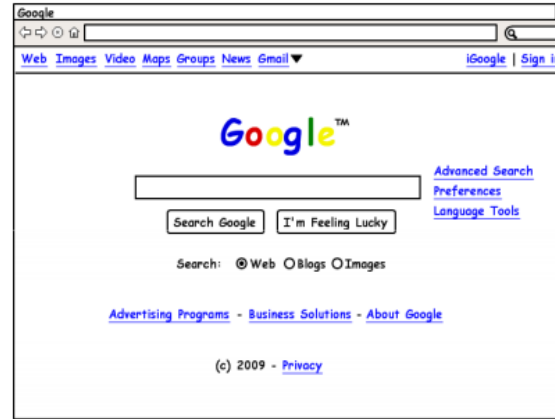 Google
Web Images Video Maps Groups News Gmail▼ iGoogle | Sign i
Google™
Advanced Search
Preferences
Language Tools
Search Google I'm Feeling Lucky
Search: Web Blogs Images
Advertising Programs - Business Solutions - About Google
(c) 2009 - Privacy